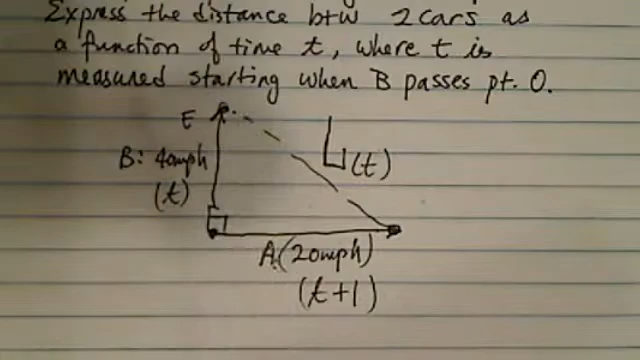 Express the distance btw 2 cars as
a function of time t, where t is
measured starting when B passes pt. O.
E
B: 40mph
(t)
(t)
A(20mph)
(t+1)